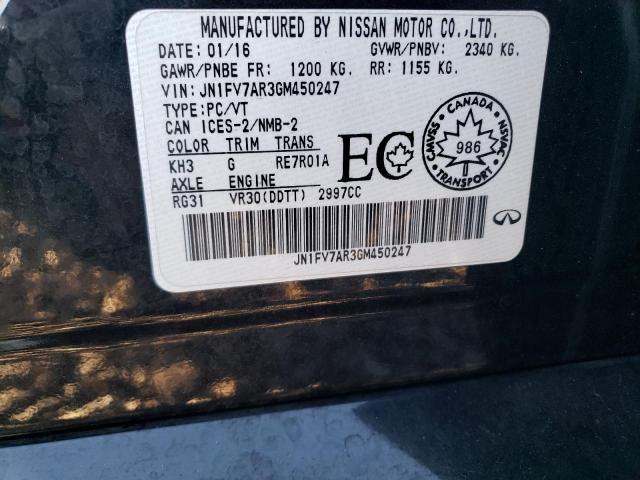 MANUFACTURED BY NISSAN MOTOR CO.,LTD.
DATE: 01/16 GVWR/PNBV: 2340 KG.
GAWR/PNBE FR: 1200 KG. RR: 1155 KG.
VIN: JN1FV7AR3GM450247
TYPE:PC/VT
CAN ICES-2/NMB-2
COLOR TRIM TRANS
KH3 G RE7R01A
AXLE ENGINE
RG31 VR30(DDTT) 2997CC
EC
CANADA
CMVSS NSVAC
986
TRANSPORT
JN1FV7AR3GM450247